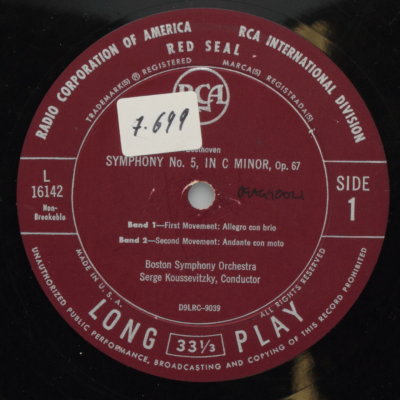 RADIO CORPORATION OF AMERICA
RCA INTERNATIONAL DIVISION
RED SEAL
TRADEMARK(S) ® REGISTERED
MARCA(S) REGISTRADA(S)
RCA
7.699
Beethoven
SYMPHONY No. 5, IN C MINOR, Op. 67
L
16142
Non-
Breakable
SIDE
1
Band 1—First Movement: Allegro con brio
Band 2—Second Movement: Andante con moto
Boston Symphony Orchestra
Serge Koussevitzky, Conductor
D9LRC-9039
MADE IN U.S.A.
ALL RIGHTS RESERVED
LONG 33 1/3 PLAY
UNAUTHORIZED PUBLIC PERFORMANCE, BROADCASTING AND COPYING OF THIS RECORD PROHIBITED